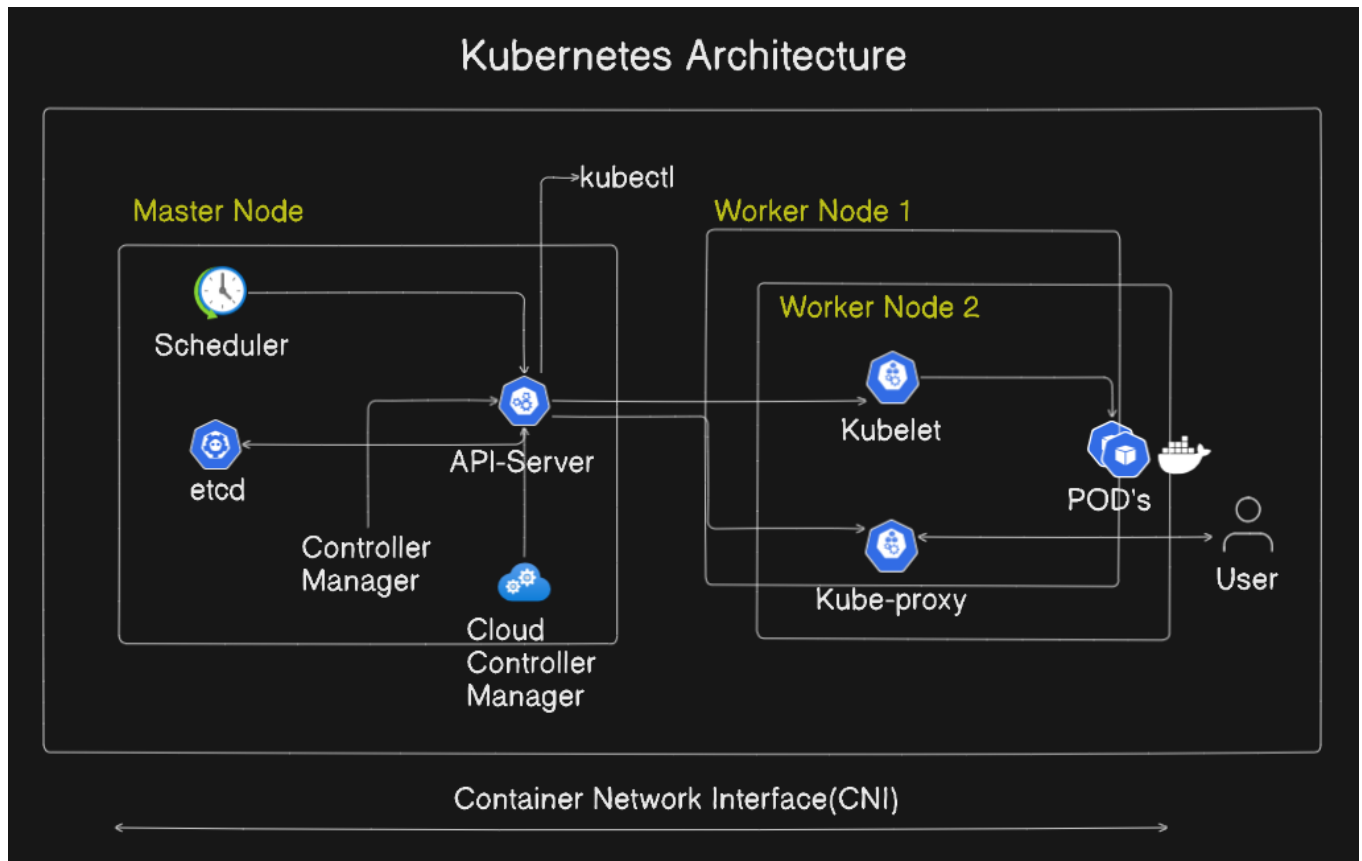 Kubernetes Architecture
kubectl
Master Node
Worker Node 1
Worker Node 2
Scheduler
Kubelet
API-Server
etcd
POD's
Controller
Manager
User
Kube-proxy
Cloud
Controller
Manager
Container Network Interface(CNI)